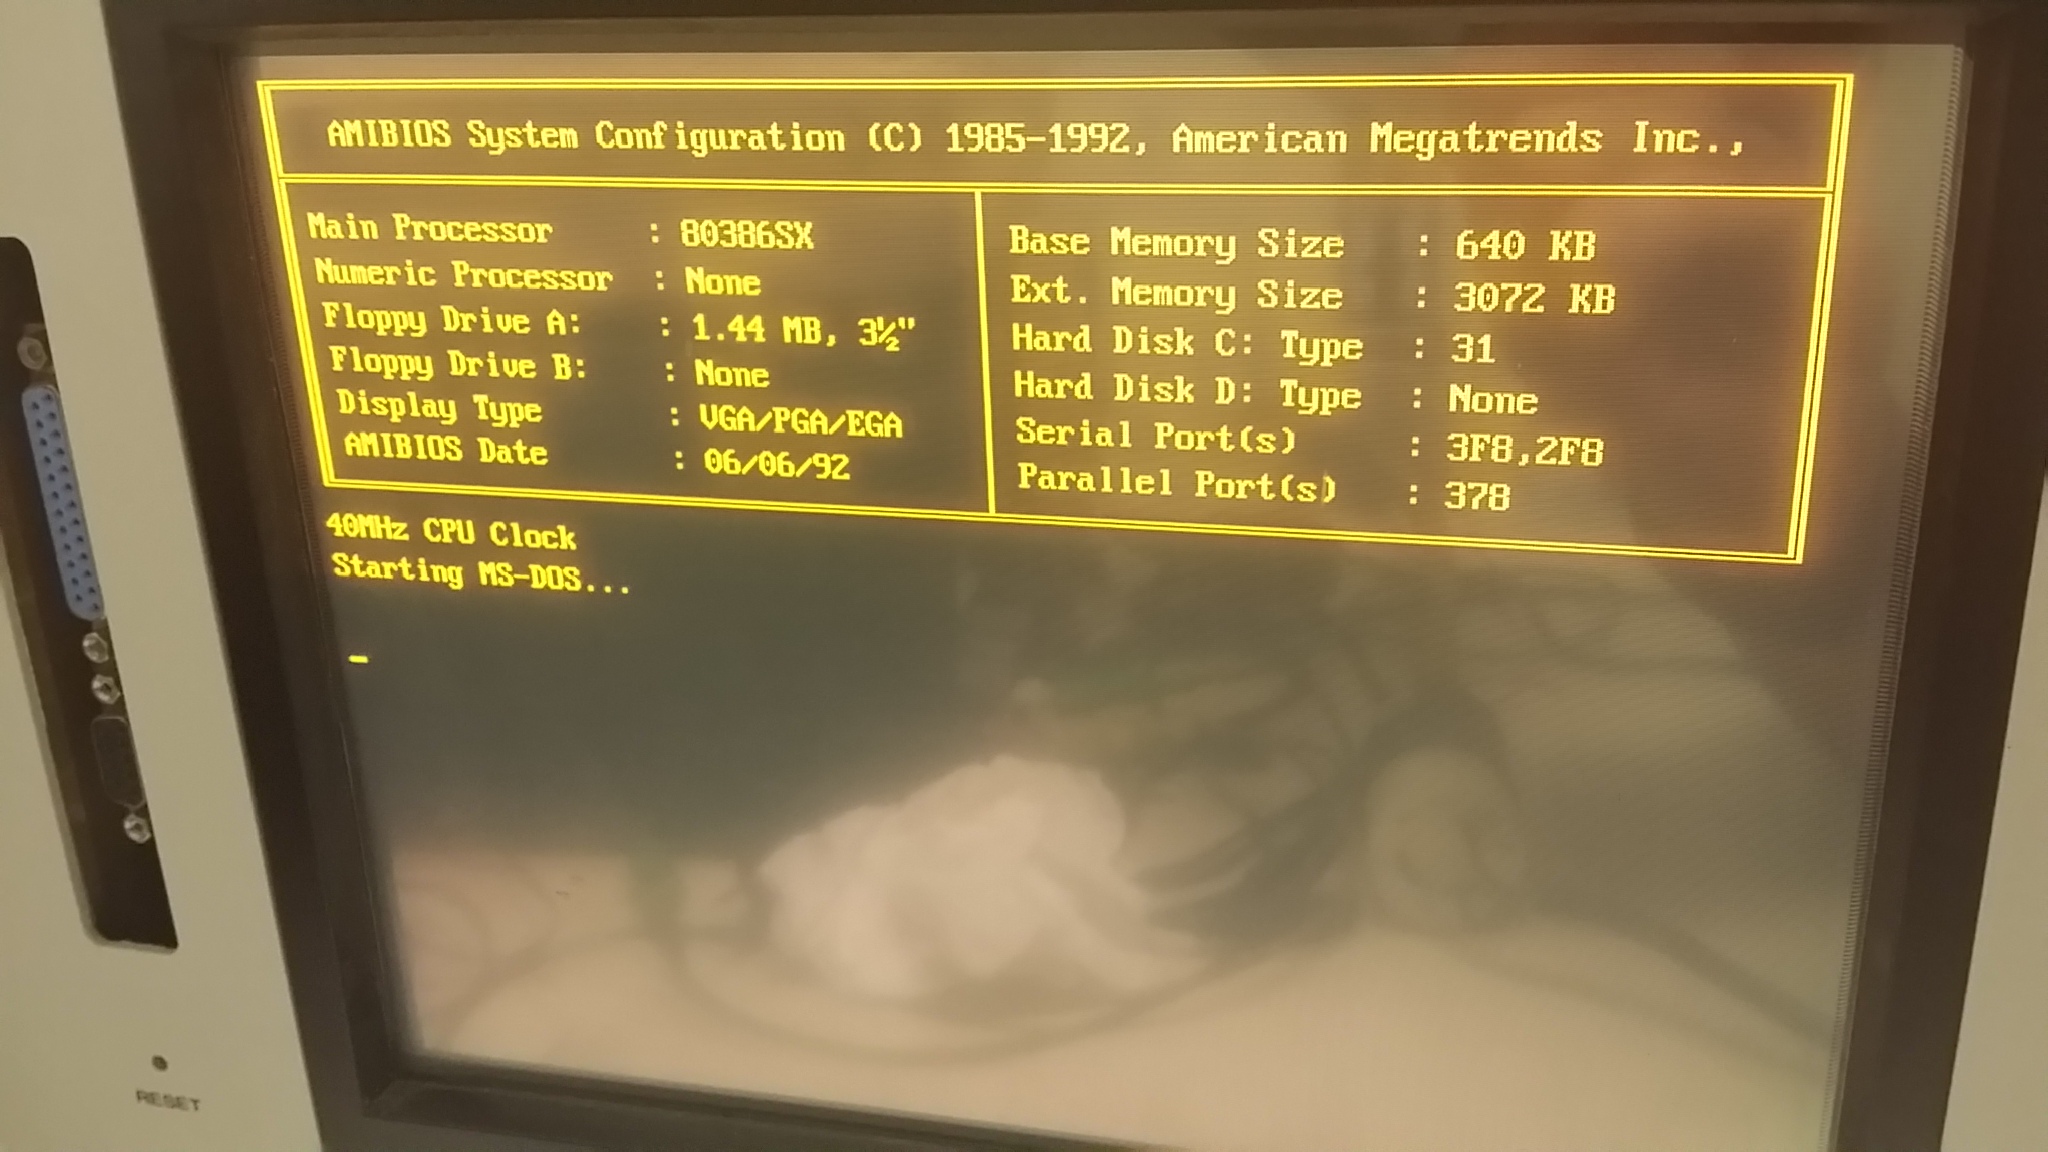 AMIBIOS System Configuration (C) 1985-1992, American Megatrends Inc.,
Main Processor : 80386SX
Numeric Processor : None
Floppy Drive A: : 1.44 MB, 3½"
Floppy Drive B: : None
Display Type : VGA/PGA/EGA
AMIBIOS Date : 06/06/92
Base Memory Size : 640 KB
Ext. Memory Size : 3072 KB
Hard Disk C: Type : 31
Hard Disk D: Type : None
Serial Port(s) : 3F8,2F8
Parallel Port(s) : 378
40MHz CPU Clock
Starting MS-DOS...
RESET